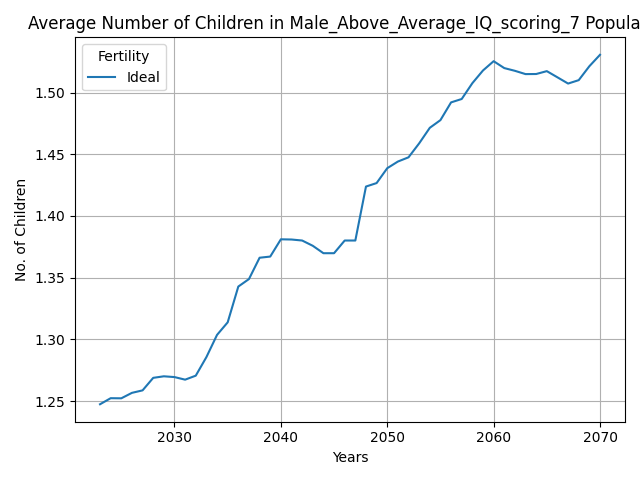 Average Number of Children in Male_Above_Average_IQ_scoring_7 Popula
Fertility
Ideal
No. of Children
1.50
1.45
1.40
1.35
1.30
1.25
2030 2040 2050 2060 2070
Years